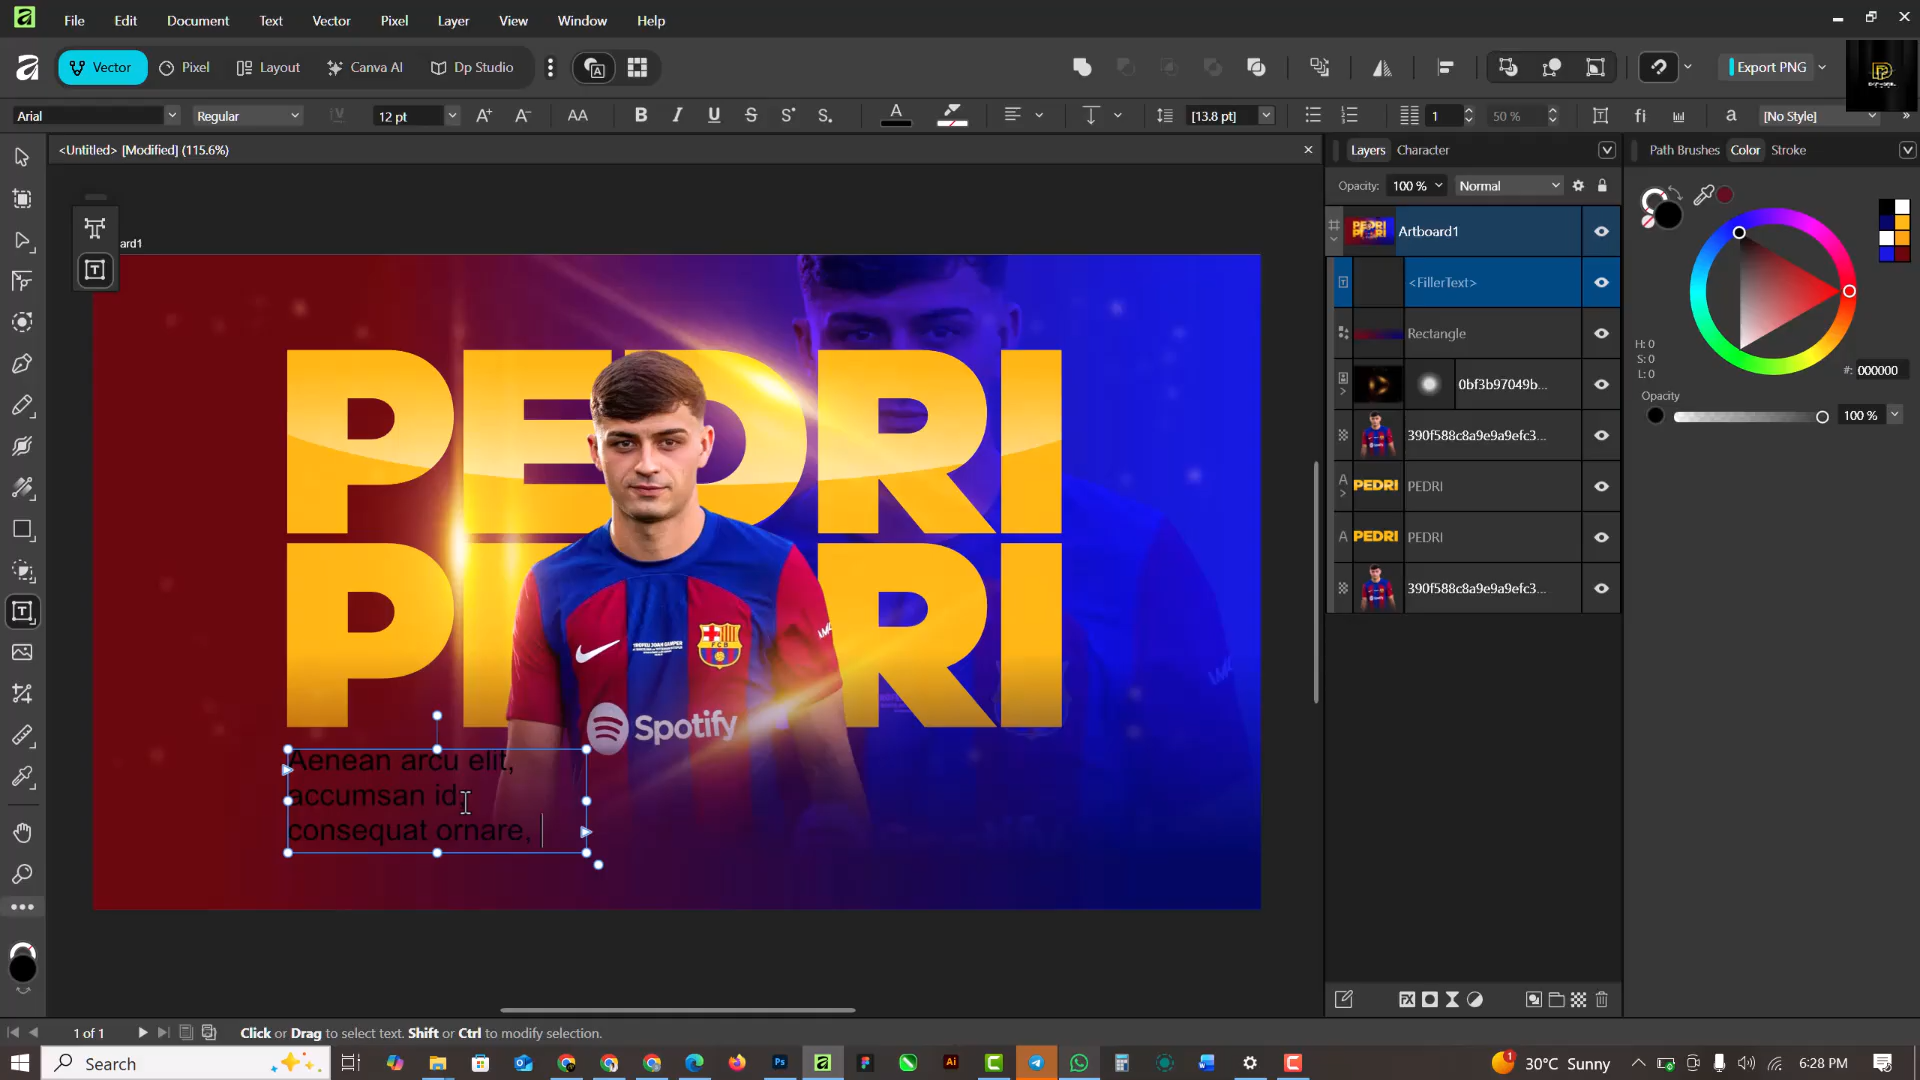 File Edit Document Text Vector Pixel Layer View Window Help
Vector Pixel Layout Canva AI Dp Studio Export PNG
Arial Regular 12 pt AA B I U S S S. A [13.8 pt] 1 50 % fi a [No Style]
<Untitled> [Modified] (115.6%)
Layers Character
Path Brushes Color Stroke
Opacity: 100 % Normal
ard1
Artboard1
<FillerText>
Rectangle
0bf3b97049b...
390f588c8a9e9a9efc3...
PEDRI
PEDRI
390f588c8a9e9a9efc3...
H: 0
S: 0
L: 0
#: 000000
Opacity
100 %
PEDRI
PEDRI
FCB
Spotify
Aenean arcu elit,
accumsan id;
consequat ornare,
1 of 1 Click or Drag to select text. Shift or Ctrl to modify selection.
Search 30°C Sunny 6:28 PM